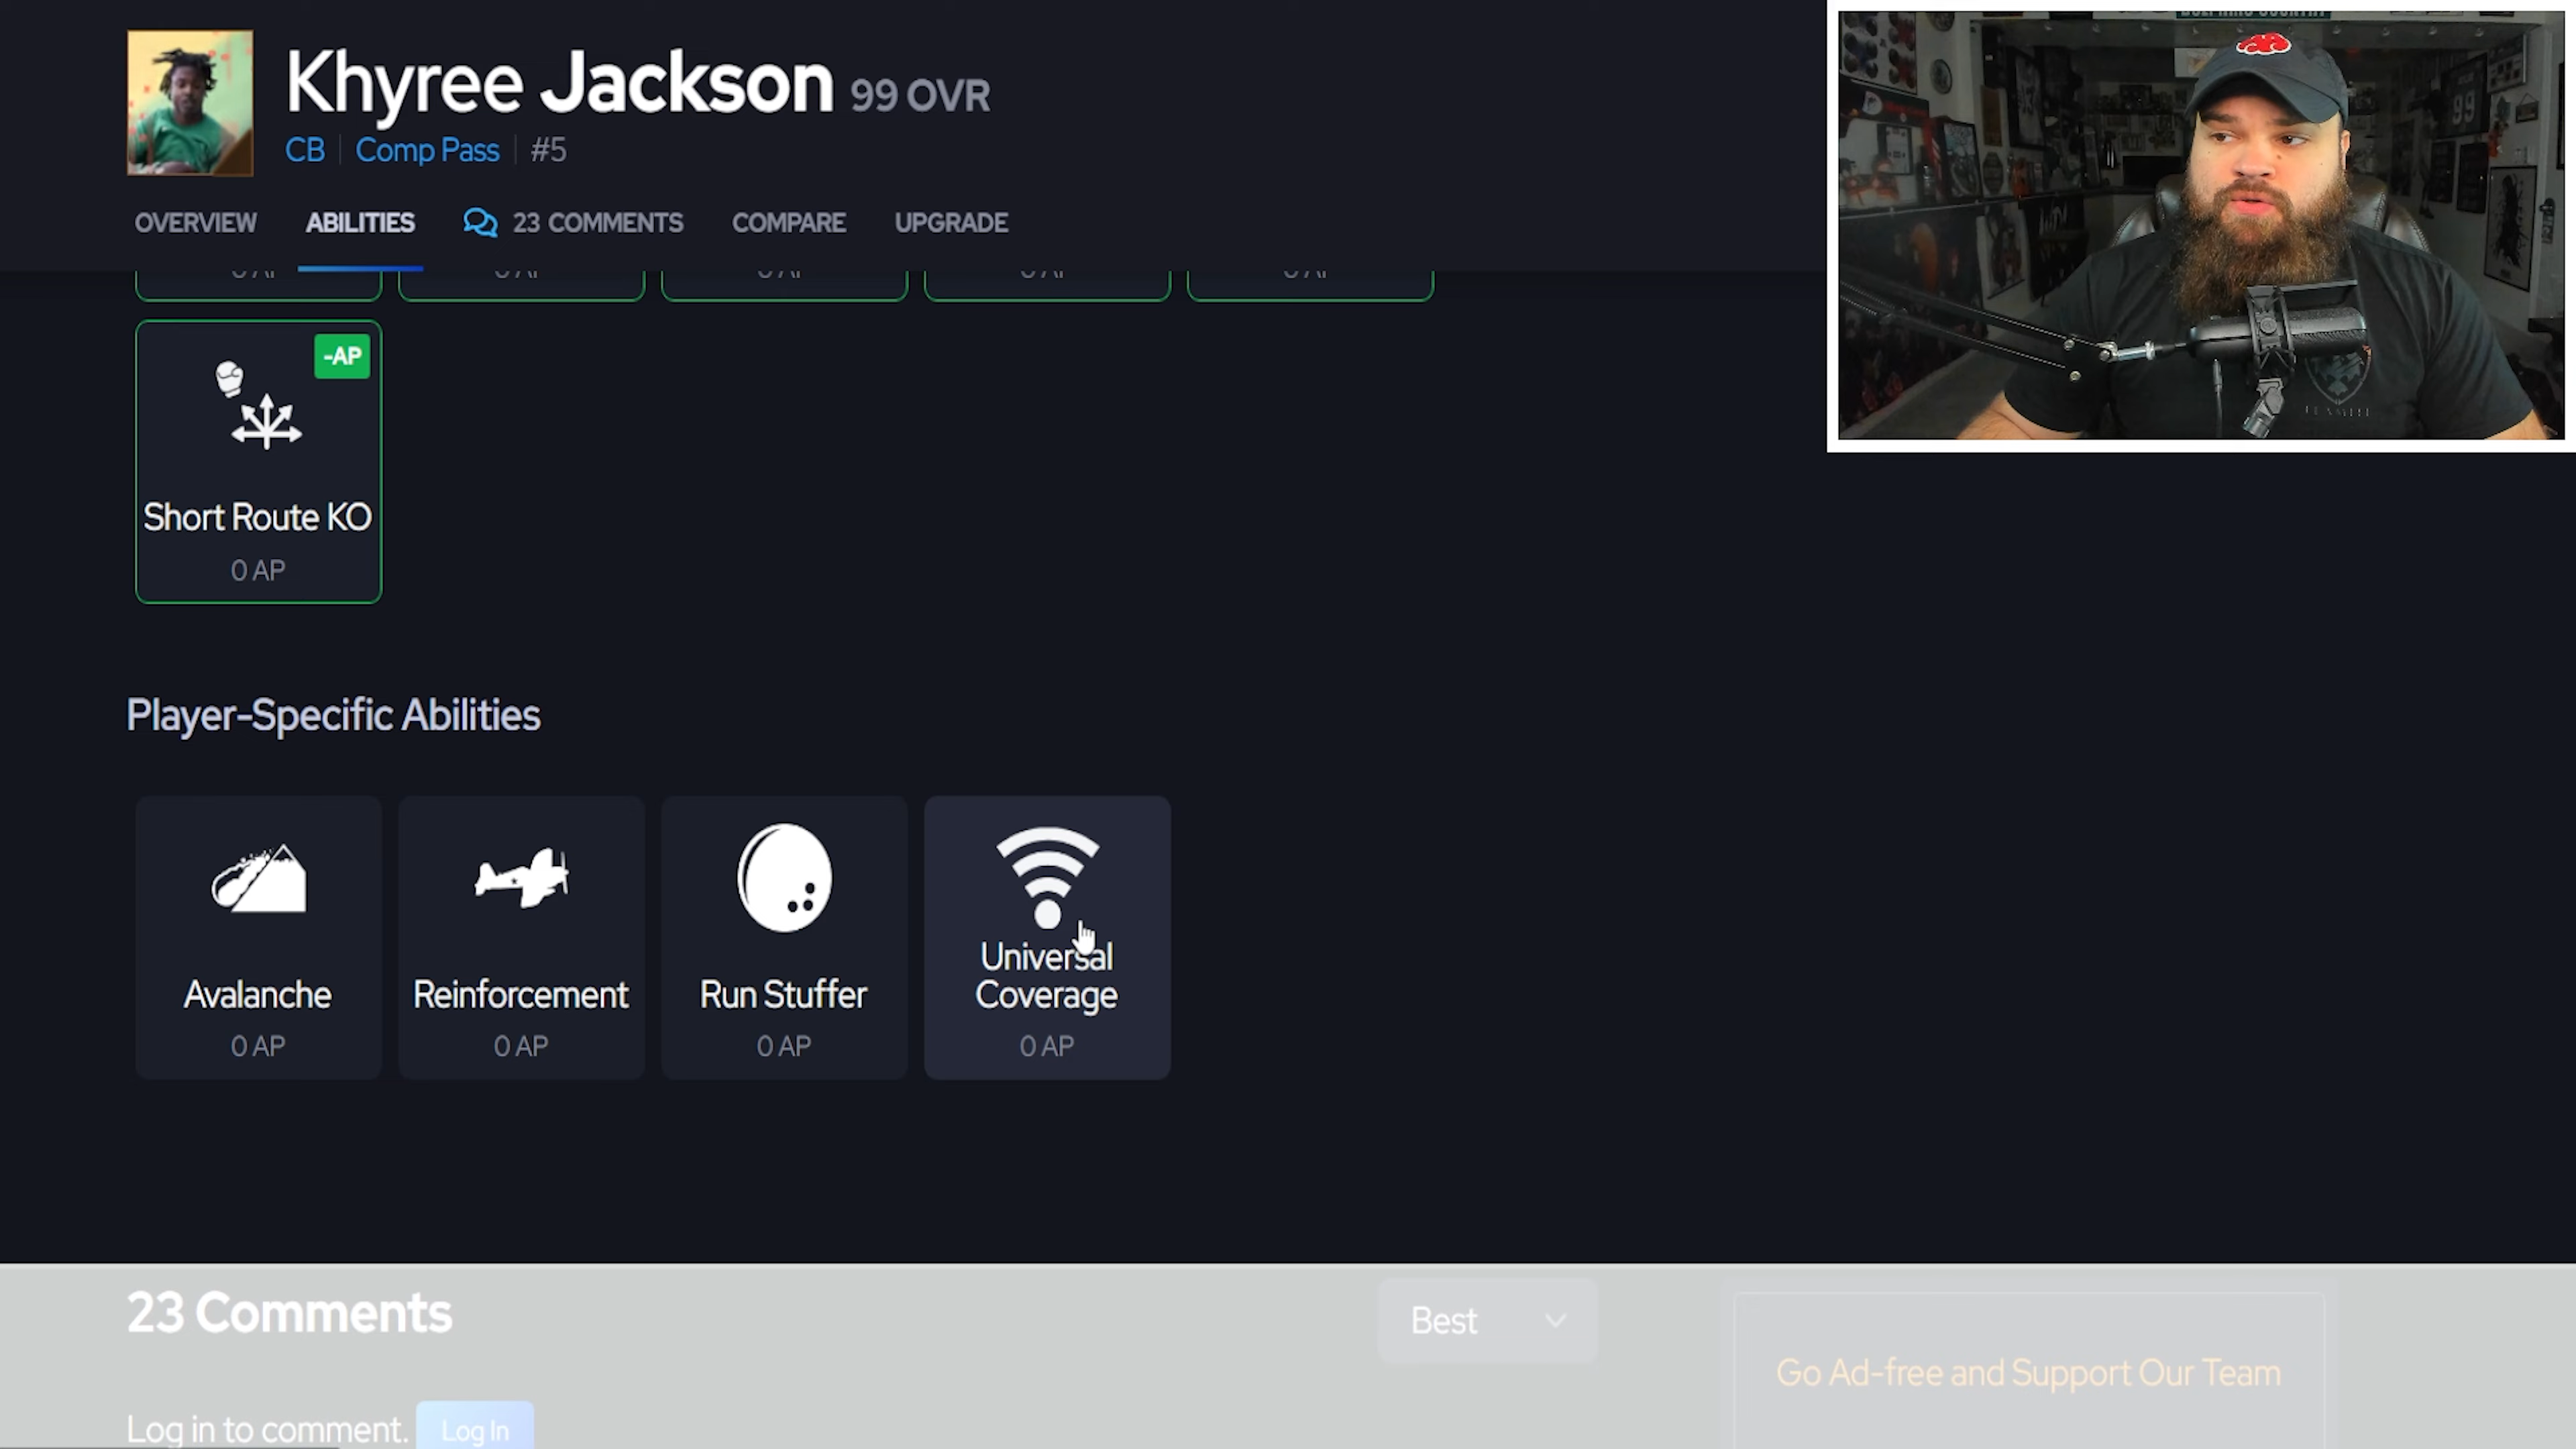 Khyree Jackson 99 OVR
CB Comp Pass #5
OVERVIEW ABILITIES 23 COMMENTS COMPARE UPGRADE
-AP
Short Route KO
0 AP
Player-Specific Abilities
Avalanche
0 AP
Reinforcement
0 AP
Run Stuffer
0 AP
Universal
Coverage
0 AP
23 Comments
Best
Go Ad-free and Support Our Team
Log in to comment. Log In
99